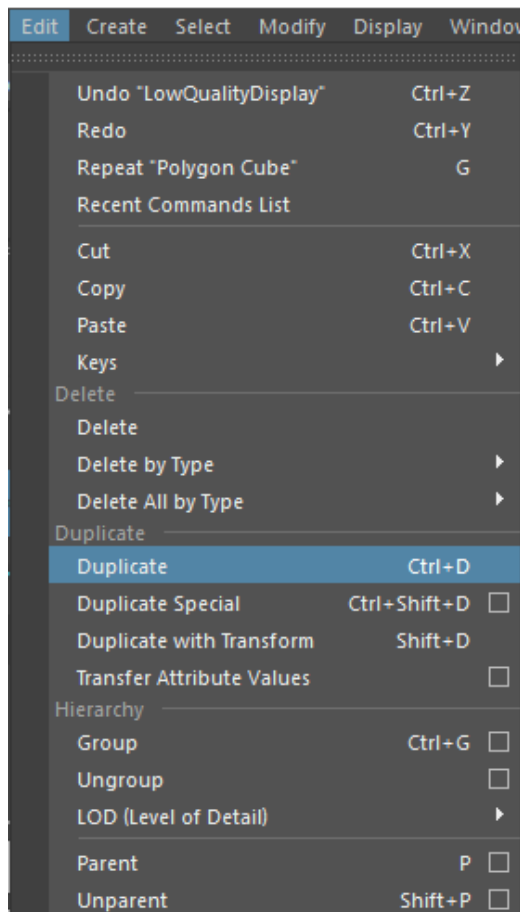 Edit Create Select Modify Display Window
Undo "LowQualityDisplay" Ctrl+Z
Redo Ctrl+Y
Repeat "Polygon Cube" G
Recent Commands List
Cut Ctrl+X
Copy Ctrl+C
Paste Ctrl+V
Keys
Delete
Delete
Delete by Type
Delete All by Type
Duplicate
Duplicate Ctrl+D
Duplicate Special Ctrl+Shift+D
Duplicate with Transform Shift+D
Transfer Attribute Values
Hierarchy
Group Ctrl+G
Ungroup
LOD (Level of Detail)
Parent P
Unparent Shift+P